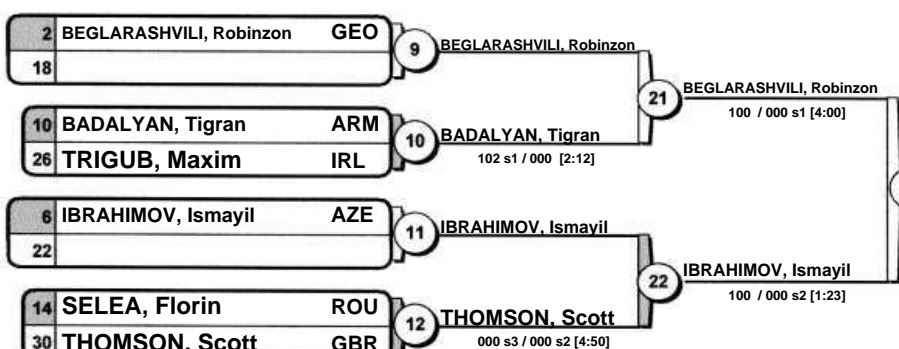 2 BEGLARASHVILI, Robinzon GEO
18
9
BEGLARASHVILI, Robinzon
10 BADALYAN, Tigran ARM
26 TRIGUB, Maxim IRL
10
BADALYAN, Tigran
102 s1 / 000 [2:12]
21
BEGLARASHVILI, Robinzon
100 / 000 s1 [4:00]
6 IBRAHIMOV, Ismayil AZE
22
11
IBRAHIMOV, Ismayil
14 SELEA, Florin ROU
30 THOMSON, Scott GBR
12
THOMSON, Scott
000 s3 / 000 s2 [4:50]
22
IBRAHIMOV, Ismayil
100 / 000 s2 [1:23]